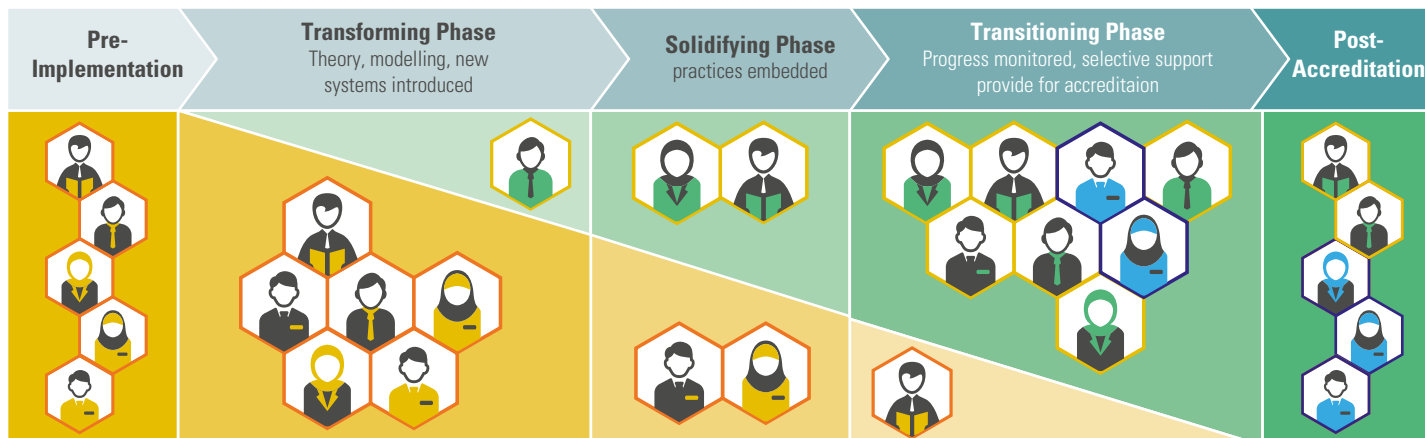 Pre-
Implementation
Transforming Phase
Theory, modelling, new
systems introduced
Solidifying Phase
practices embedded
Transitioning Phase
Progress monitored, selective support
provide for accreditaion
Post-
Accreditation